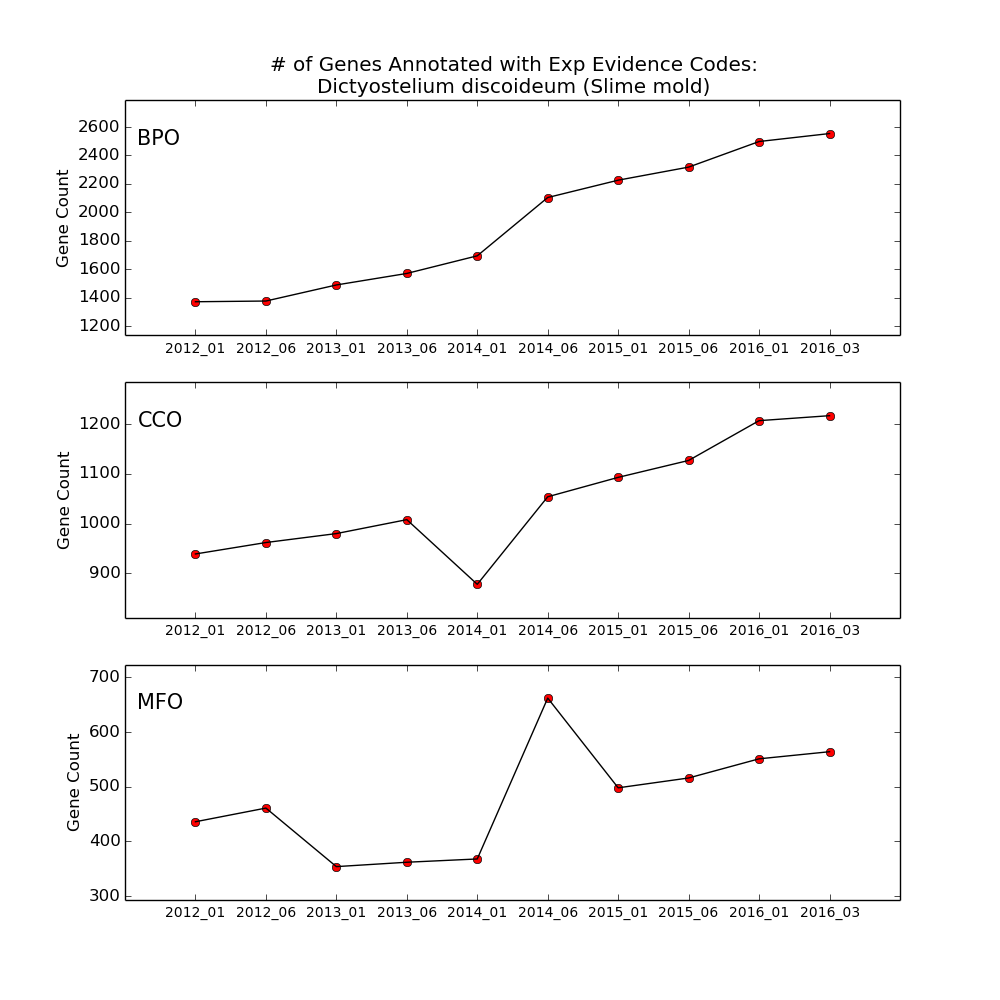 # of Genes Annotated with Exp Evidence Codes:
Dictyostelium discoideum (Slime mold)
BPO
Gene Count
2600
2400
2200
2000
1800
1600
1400
1200
2012_01 2012_06 2013_01 2013_06 2014_01 2014_06 2015_01 2015_06 2016_01 2016_03
CCO
Gene Count
1200
1100
1000
900
2012_01 2012_06 2013_01 2013_06 2014_01 2014_06 2015_01 2015_06 2016_01 2016_03
MFO
Gene Count
700
600
500
400
300
2012_01 2012_06 2013_01 2013_06 2014_01 2014_06 2015_01 2015_06 2016_01 2016_03